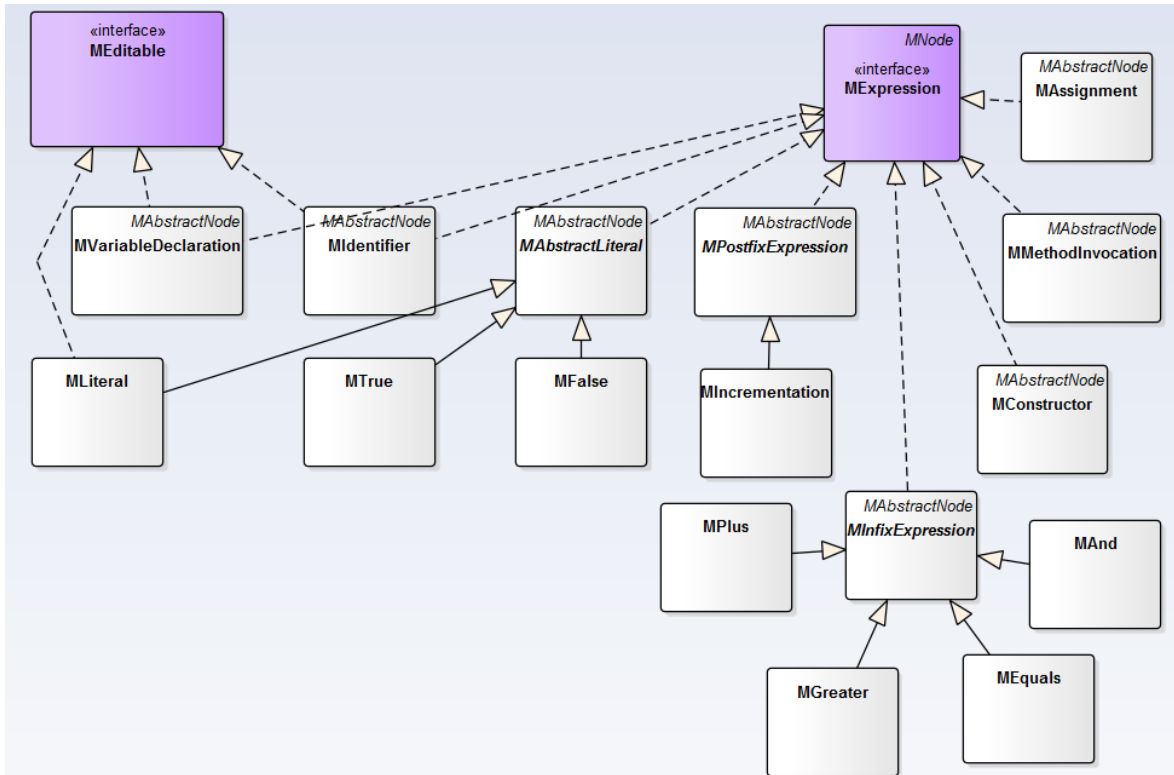 «interface»
MEditable
MNode
«interface»
MExpression
MAbstractNode
MAssignment
MAbstractNode
MVariableDeclaration
MAbstractNode
MIdentifier
MAbstractNode
MAbstractLiteral
MAbstractNode
MPostfixExpression
MAbstractNode
MMethodInvocation
MLiteral
MTrue
MFalse
MIncrementation
MAbstractNode
MConstructor
MPlus
MAbstractNode
MInfixExpression
MAnd
MGreater
MEquals